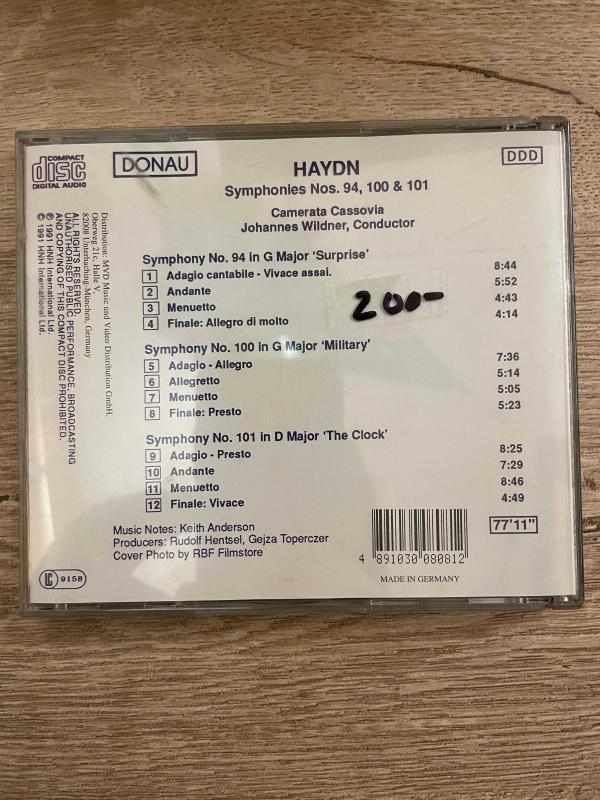 COMPACT
disc
DIGITAL AUDIO
DONAU
DDD
HAYDN
Symphonies Nos. 94, 100 & 101
Camerata Cassovia
Johannes Wildner, Conductor
Symphony No. 94 in G Major ‘Surprise’
1 Adagio cantabile - Vivace assai. 8:44
2 Andante 5:52
3 Menuetto 4:43
4 Finale: Allegro di molto 4:14
200-
Symphony No. 100 in G Major ‘Military’
5 Adagio - Allegro 7:36
6 Allegretto 5:14
7 Menuetto 5:05
8 Finale: Presto 5:23
Symphony No. 101 in D Major ‘The Clock’
9 Adagio - Presto 8:25
10 Andante 7:29
11 Menuetto 8:46
12 Finale: Vivace 4:49
Music Notes: Keith Anderson
Producers: Rudolf Hentsel, Gejza Toperczer
Cover Photo by RBF Filmstore
77'11"
4 891030 080812
MADE IN GERMANY
LC 9158
Distribution: MVD Music und Video Distribution GmbH,
Oberweg 21c, Halle V,
82008 Unterhaching-München, Germany
ALL RIGHTS RESERVED.
UNAUTHORISED PUBLIC PERFORMANCE, BROADCASTING
AND COPYING OF THIS COMPACT DISC PROHIBITED.
℗ 1991 HNH International Ltd.
© 1991 HNH International Ltd.